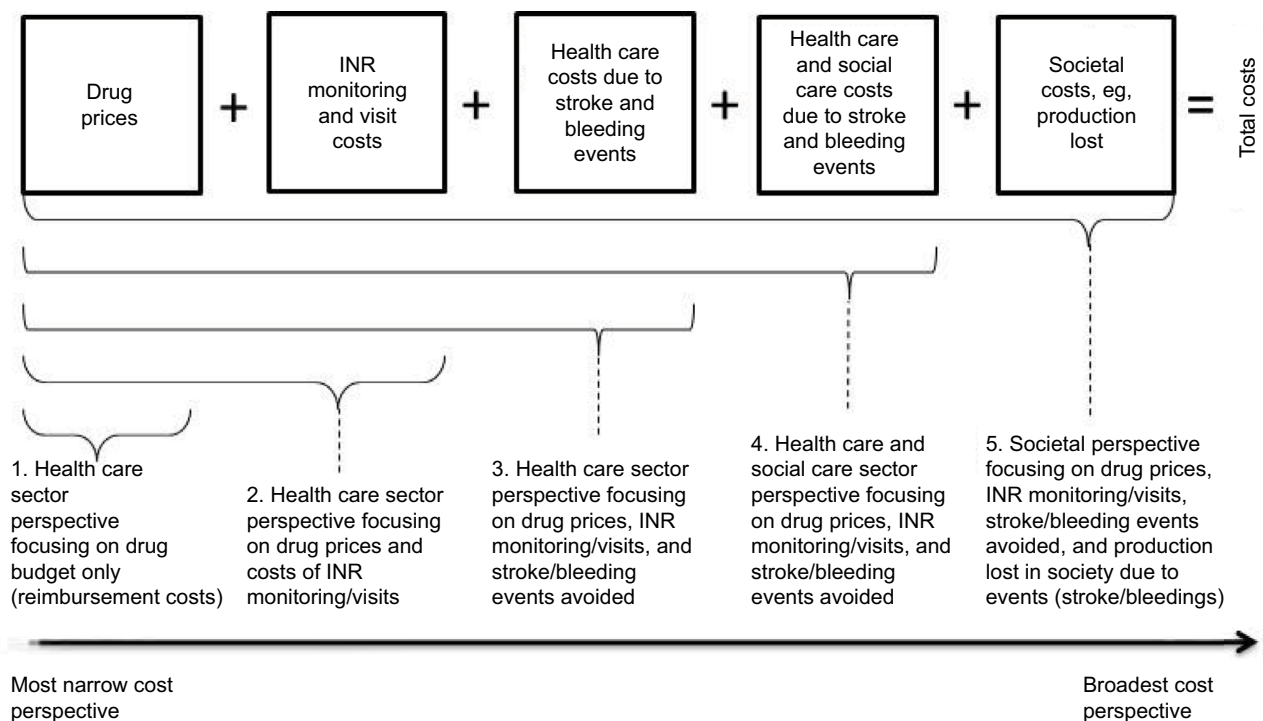 Drug
prices
+
INR
monitoring
and visit
costs
+
Health care
costs due to
stroke and
bleeding
events
+
Health care
and social
care costs
due to stroke
and bleeding
events
+
Societal
costs, eg,
production
lost
=
Total costs
1. Health care
sector
perspective
focusing on drug
budget only
(reimbursement costs)
2. Health care sector
perspective focusing
on drug prices and
costs of INR
monitoring/visits
3. Health care sector
perspective focusing
on drug prices, INR
monitoring/visits, and
stroke/bleeding
events avoided
4. Health care and
social care sector
perspective focusing
on drug prices, INR
monitoring/visits, and
stroke/bleeding
events avoided
5. Societal perspective
focusing on drug prices,
INR monitoring/visits,
stroke/bleeding events
avoided, and production
lost in society due to
events (stroke/bleedings)
Most narrow cost
perspective
Broadest cost
perspective